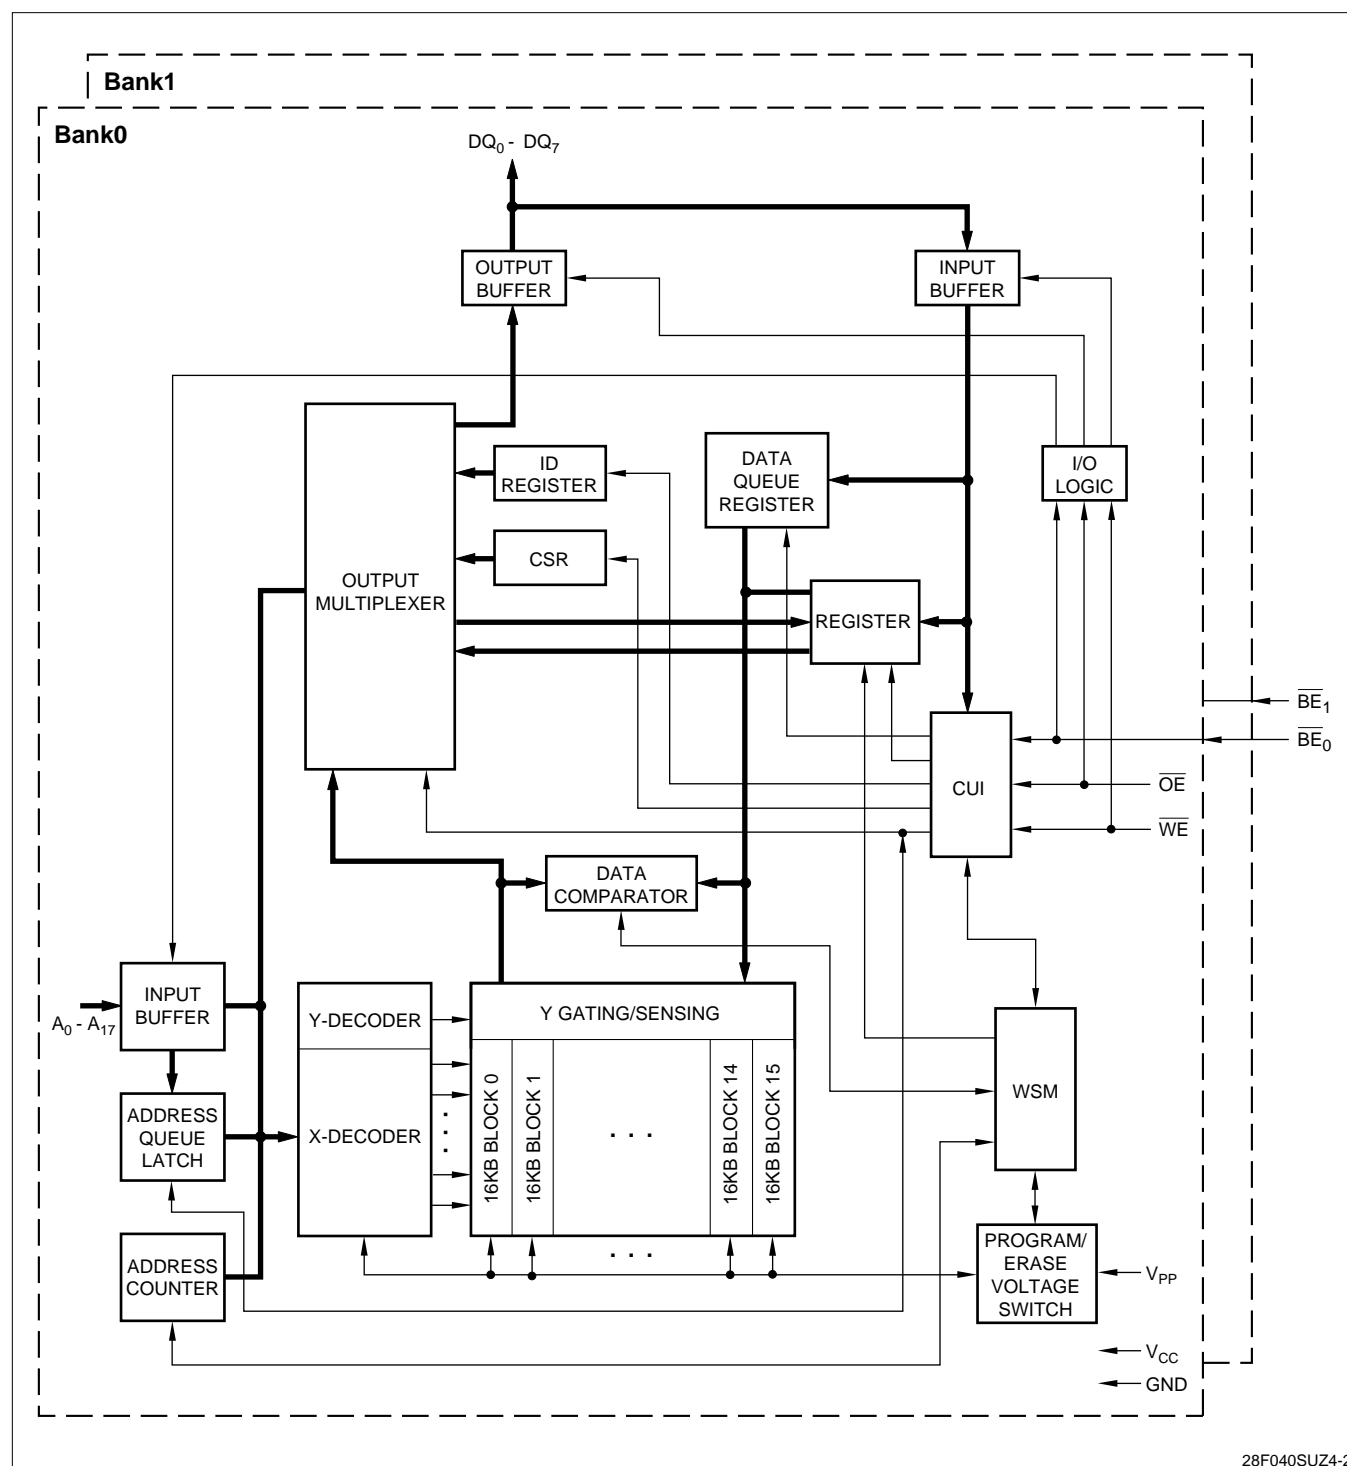 Bank1
Bank0
DQ0 - DQ7
OUTPUT
BUFFER
INPUT
BUFFER
OUTPUT
MULTIPLEXER
ID
REGISTER
CSR
DATA
QUEUE
REGISTER
I/O
LOGIC
REGISTER
CUI
BE1
BE0
OE
WE
DATA
COMPARATOR
INPUT
BUFFER
A0 - A17
Y-DECODER
X-DECODER
Y GATING/SENSING
16KB BLOCK 0
16KB BLOCK 1
. . .
16KB BLOCK 14
16KB BLOCK 15
. . .
WSM
ADDRESS
QUEUE
LATCH
ADDRESS
COUNTER
PROGRAM/
ERASE
VOLTAGE
SWITCH
VPP
VCC
GND
28F040SUZ4-2